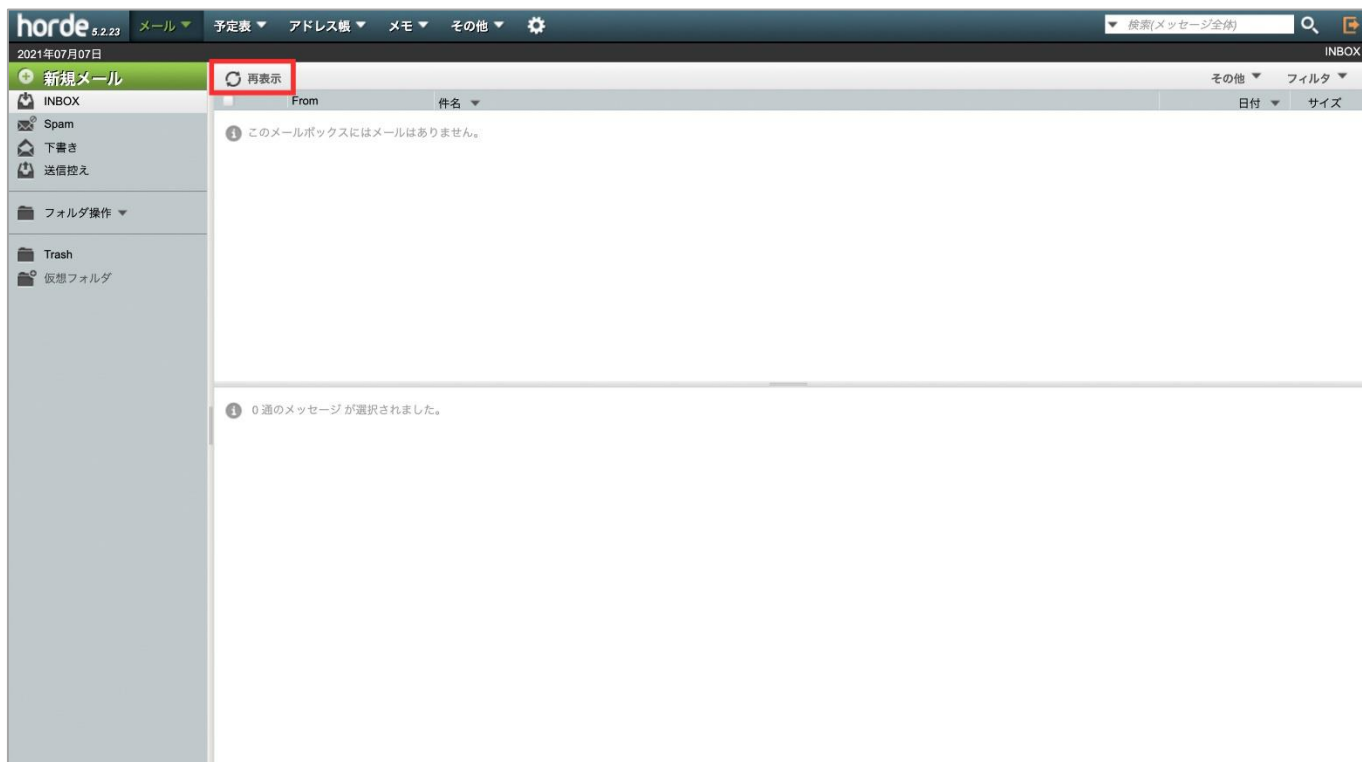 horde 5.2.23 メール 予定表 アドレス帳 メモ その他 検索(メッセージ全体)
2021年07月07日 INBOX
新規メール 再表示 その他 フィルタ
INBOX From 件名 日付 サイズ
Spam
このメールボックスにはメールはありません。
下書き
送信控え
フォルダ操作
Trash
仮想フォルダ
0 通のメッセージ が選択されました。